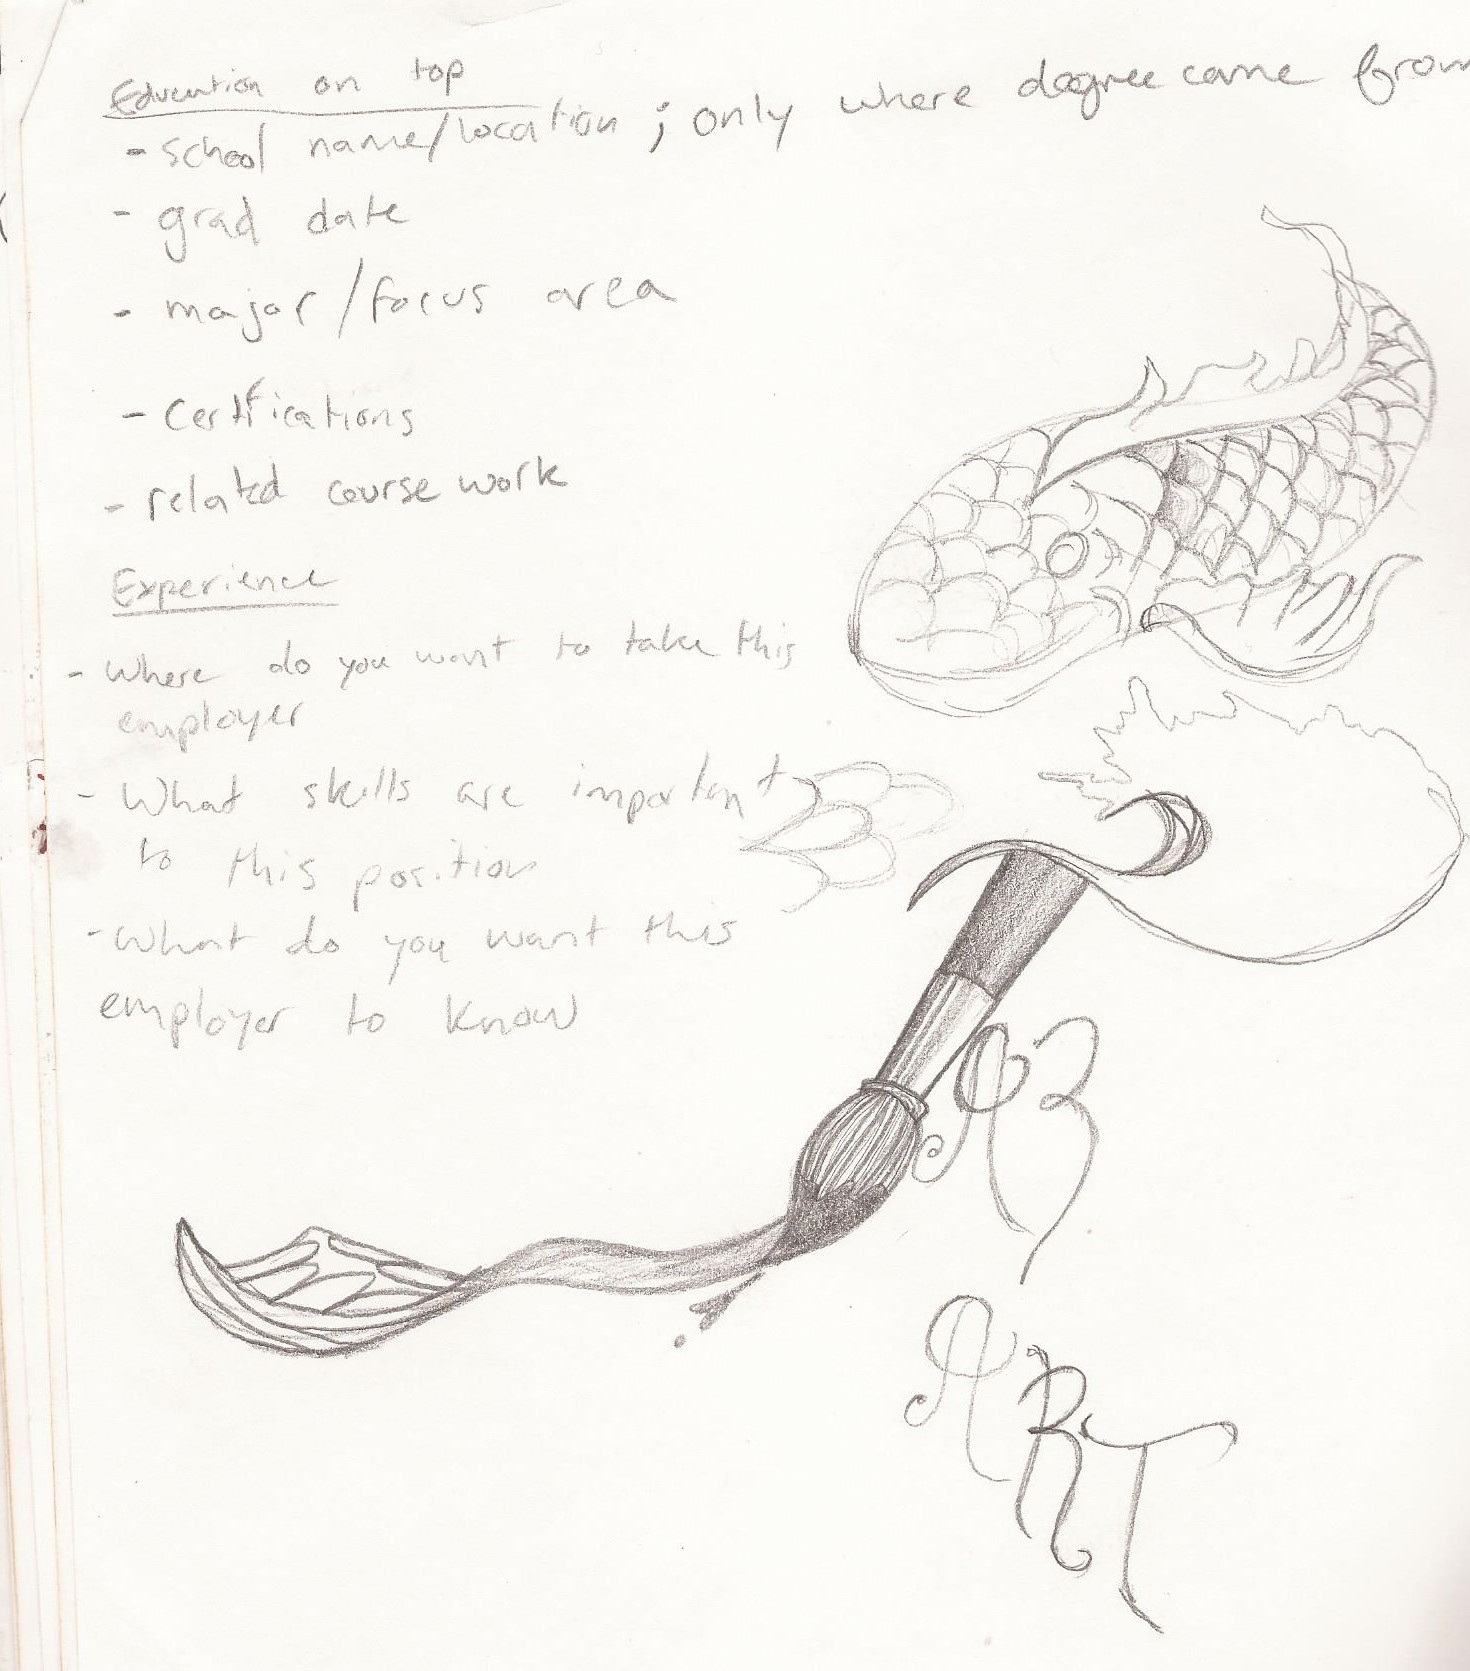 Education on top
- school name/location ; only where degree came from
- grad date
- major/focus area
- Certifications
- related course work
Experience
- Where do you want to take this
employer
- What skills are important
to this position
- What do you want this
employer to know
ART